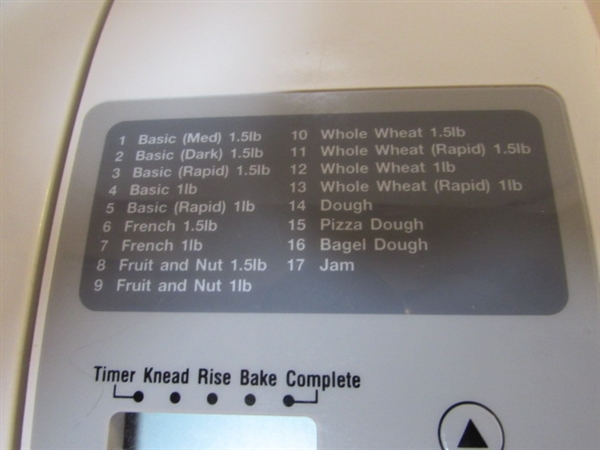 1 Basic (Med) 1.5lb
2 Basic (Dark) 1.5lb
3 Basic (Rapid) 1.5lb
4 Basic 1lb
5 Basic (Rapid) 1lb
6 French 1.5lb
7 French 1lb
8 Fruit and Nut 1.5lb
9 Fruit and Nut 1lb
10 Whole Wheat 1.5lb
11 Whole Wheat (Rapid) 1.5lb
12 Whole Wheat 1lb
13 Whole Wheat (Rapid) 1lb
14 Dough
15 Pizza Dough
16 Bagel Dough
17 Jam
Timer Knead Rise Bake Complete